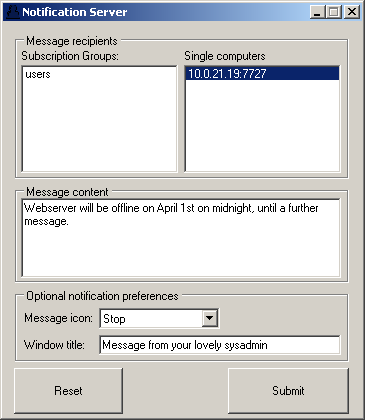 Notification Server
Message recipients
Subscription Groups:
Single computers
users
10.0.21.19:7727
Message content
Webserver will be offline on April 1st on midnight, until a further
message.
Optional notification preferences
Message icon: Stop
Window title: Message from your lovely sysadmin
Reset
Submit